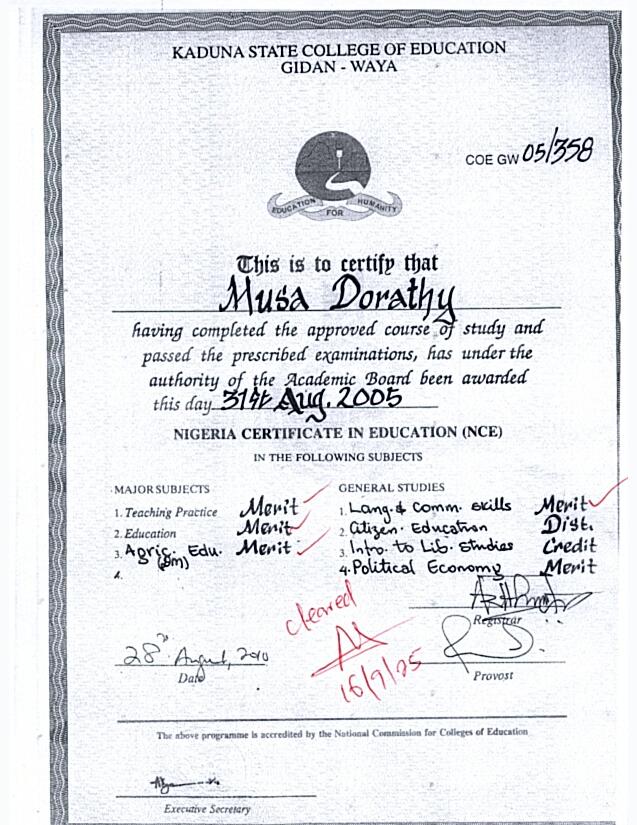 KADUNA STATE COLLEGE OF EDUCATION
GIDAN - WAYA
COE GW 05/358
EDUCATION FOR HUMANITY
This is to certify that
Musa Dorathy
having completed the approved course of study and
passed the prescribed examinations, has under the
authority of the Academic Board been awarded
this day 31st Aug. 2005
NIGERIA CERTIFICATE IN EDUCATION (NCE)
IN THE FOLLOWING SUBJECTS
MAJOR SUBJECTS
1. Teaching Practice Merit
2. Education Merit
3. Agric. Edu. Merit
(DM)
4.
GENERAL STUDIES
1. Lang. & Comm. Skills Merit
2. Citizen. Education Dist.
3. Intro. to Lib. Studies Credit
4. Political Economy Merit
Registrar
cleared
16/9/25
28th August, 2010
Date
Provost
The above programme is accredited by the National Commission for Colleges of Education
Executive Secretary